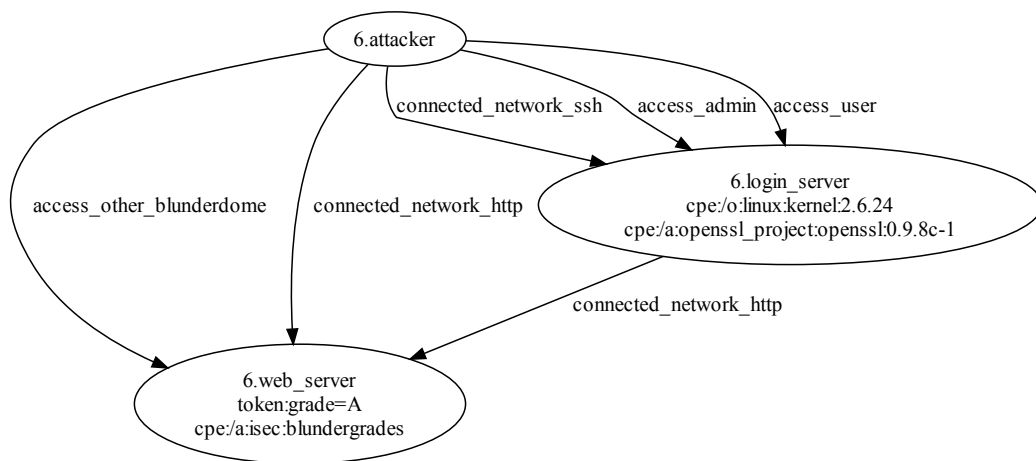 6.attacker
connected_network_ssh
access_admin
access_user
6.login_server
cpe:/o:linux:kernel:2.6.24
cpe:/a:openssl_project:openssl:0.9.8c-1
access_other_blunderdome
connected_network_http
connected_network_http
6.web_server
token:grade=A
cpe:/a:isec:blundergrades